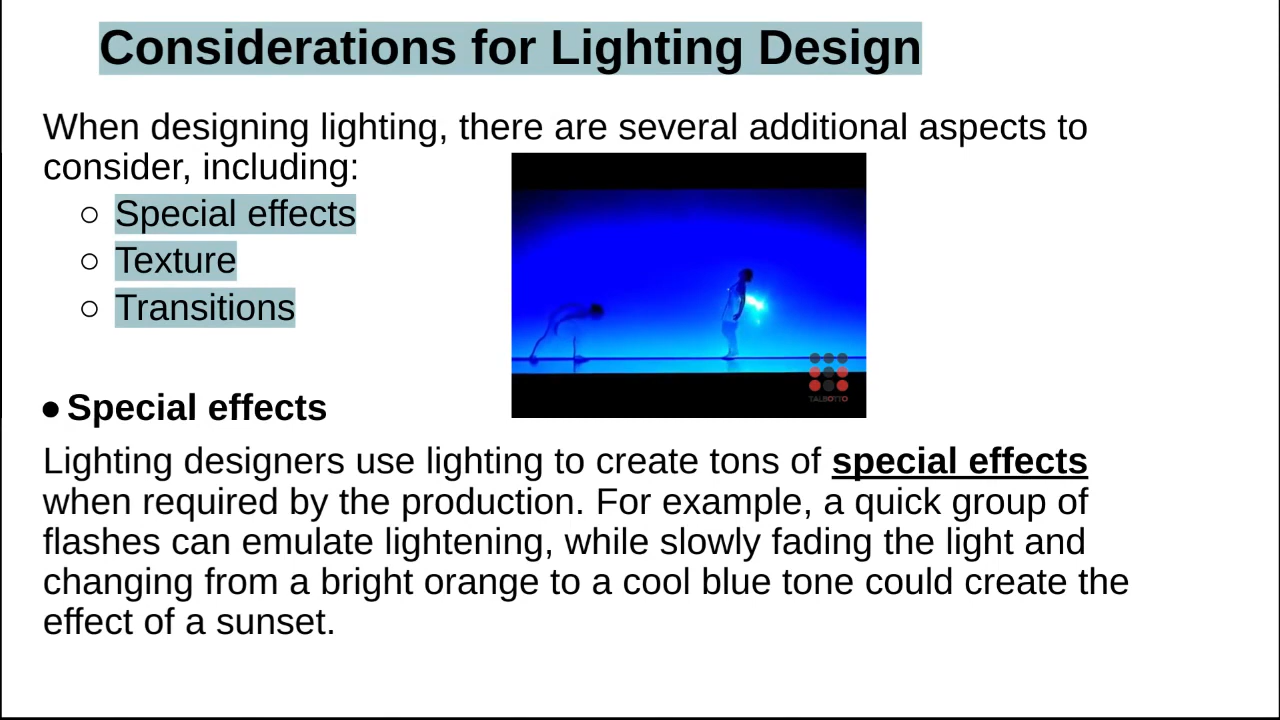 Considerations for Lighting Design
When designing lighting, there are several additional aspects to
consider, including:
○ Special effects
○ Texture
○ Transitions
TALBOTTO
● Special effects
Lighting designers use lighting to create tons of special effects
when required by the production. For example, a quick group of
flashes can emulate lightening, while slowly fading the light and
changing from a bright orange to a cool blue tone could create the
effect of a sunset.